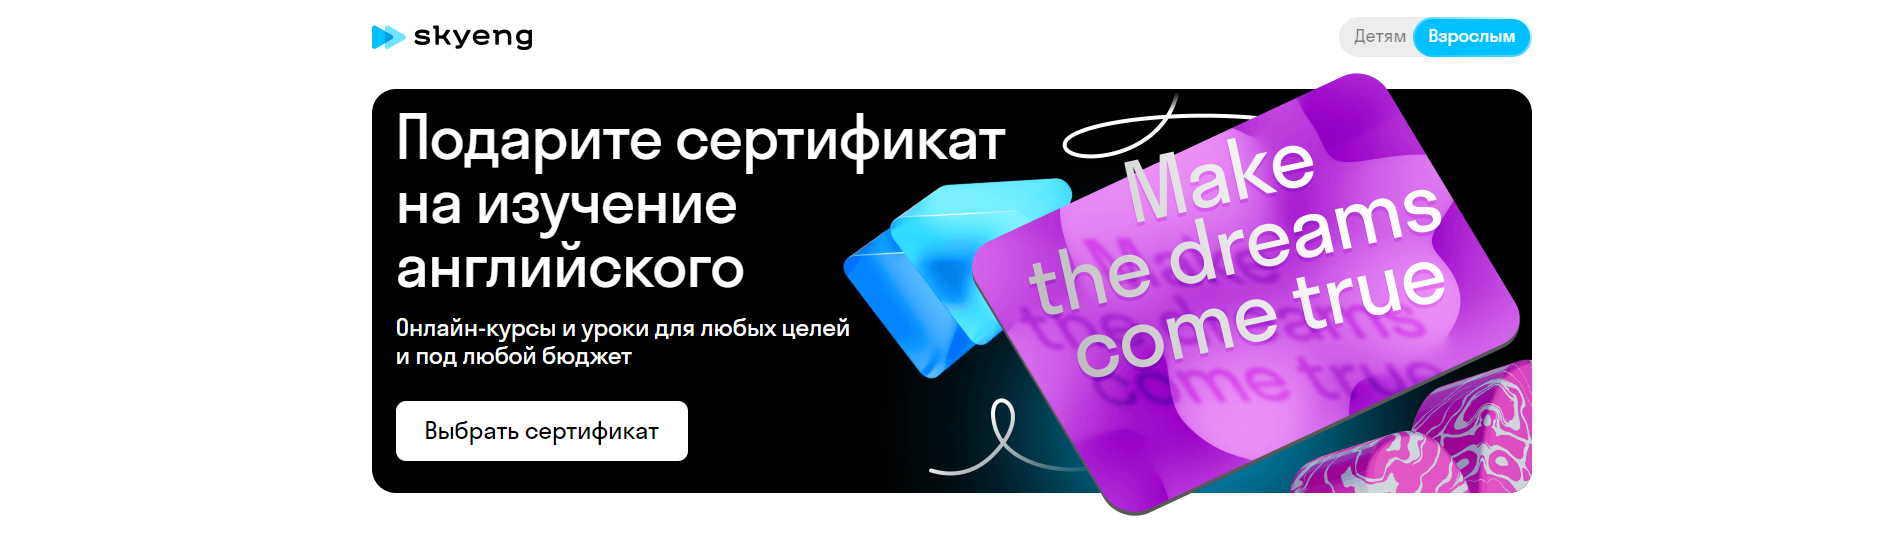 skyeng
Детям
Взрослым
Подарите сертификат
на изучение
английского
Онлайн-курсы и уроки для любых целей
и под любой бюджет
Выбрать сертификат
Make
the dreams
come true